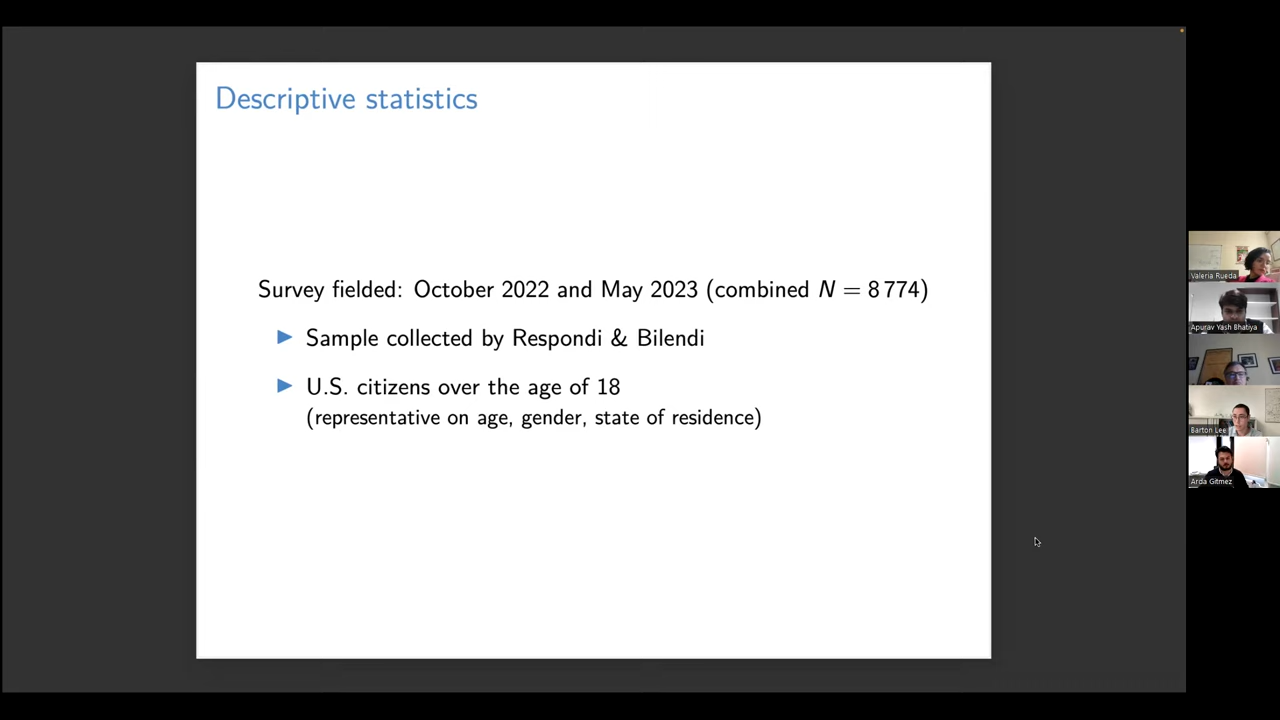 Descriptive statistics
Survey fielded: October 2022 and May 2023 (combined N = 8 774)
▶ Sample collected by Respondi & Bilendi
▶ U.S. citizens over the age of 18
(representative on age, gender, state of residence)
Valeria Rueda
Apurav Yash Bhatiya
Barton Lee
Arda Gitmez